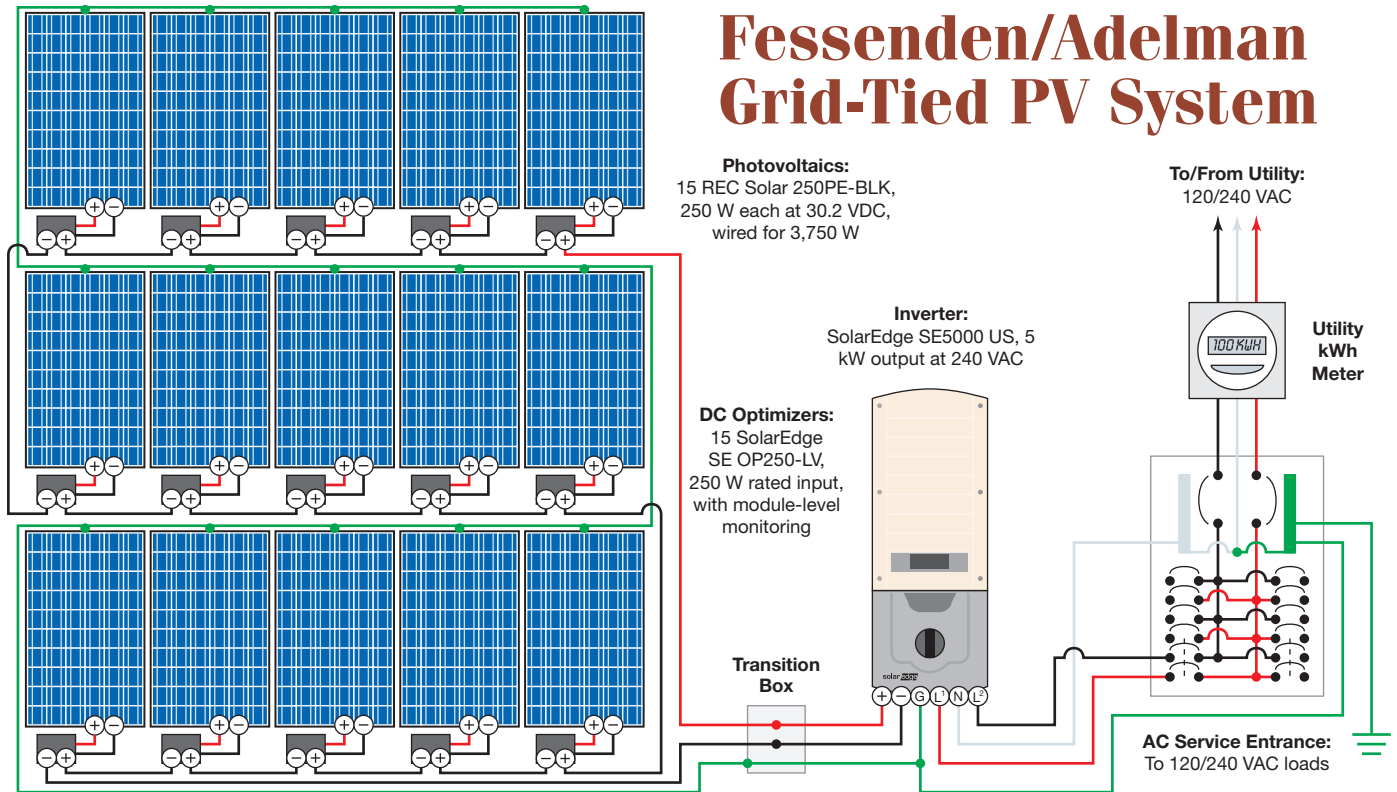 Fessenden/Adelman
Grid-Tied PV System
Photovoltaics:
15 REC Solar 250PE-BLK,
250 W each at 30.2 VDC,
wired for 3,750 W
To/From Utility:
120/240 VAC
Inverter:
SolarEdge SE5000 US, 5
kW output at 240 VAC
100 KWH
Utility
kWh
Meter
DC Optimizers:
15 SolarEdge
SE OP250-LV,
250 W rated input,
with module-level
monitoring
Transition
Box
solaredge
+ − G L1 N L2
AC Service Entrance:
To 120/240 VAC loads